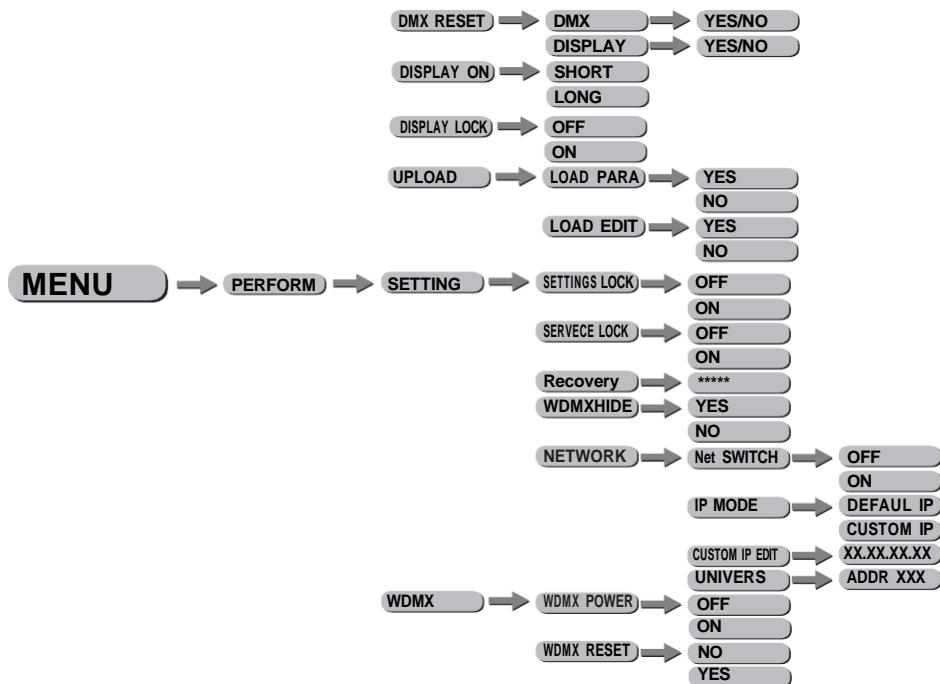 DMX RESET DMX YES/NO
DISPLAY YES/NO
DISPLAY ON SHORT
LONG
DISPLAY LOCK OFF
ON
UPLOAD LOAD PARA YES
NO
LOAD EDIT YES
NO
MENU PERFORM SETTING SETTINGS LOCK OFF
ON
SERVECE LOCK OFF
ON
Recovery *****
WDMXHIDE YES
NO
NETWORK Net SWITCH OFF
ON
IP MODE DEFAUL IP
CUSTOM IP
CUSTOM IP EDIT XX.XX.XX.XX
UNIVERS ADDR XXX
WDMX WDMX POWER OFF
ON
WDMX RESET NO
YES